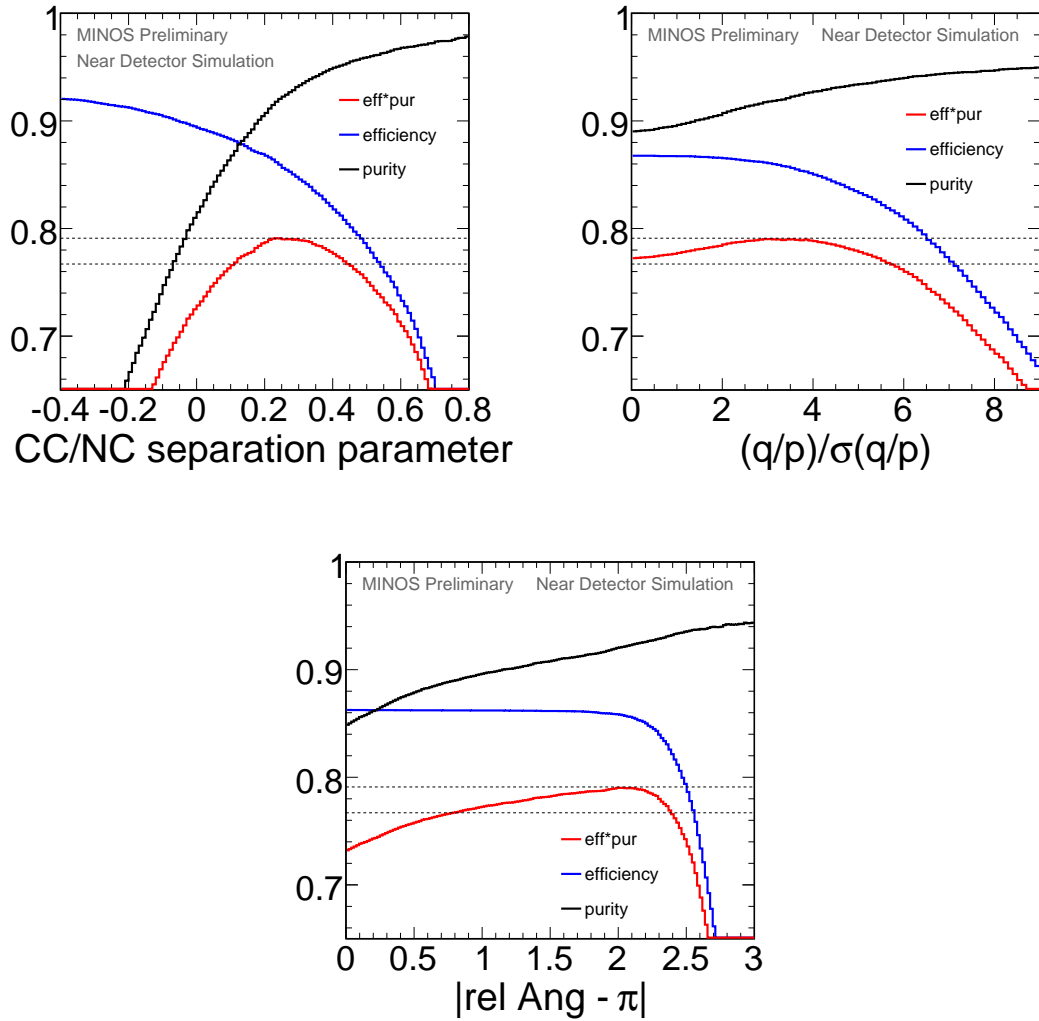 1
0.9
0.8
0.7
MINOS Preliminary
Near Detector Simulation
eff*pur
efficiency
purity
-0.4 -0.2 0 0.2 0.4 0.6 0.8
CC/NC separation parameter
1
0.9
0.8
0.7
MINOS Preliminary Near Detector Simulation
eff*pur
efficiency
purity
0 2 4 6 8
(q/p)/σ(q/p)
1
0.9
0.8
0.7
MINOS Preliminary Near Detector Simulation
eff*pur
efficiency
purity
0 0.5 1 1.5 2 2.5 3
|rel Ang - π|